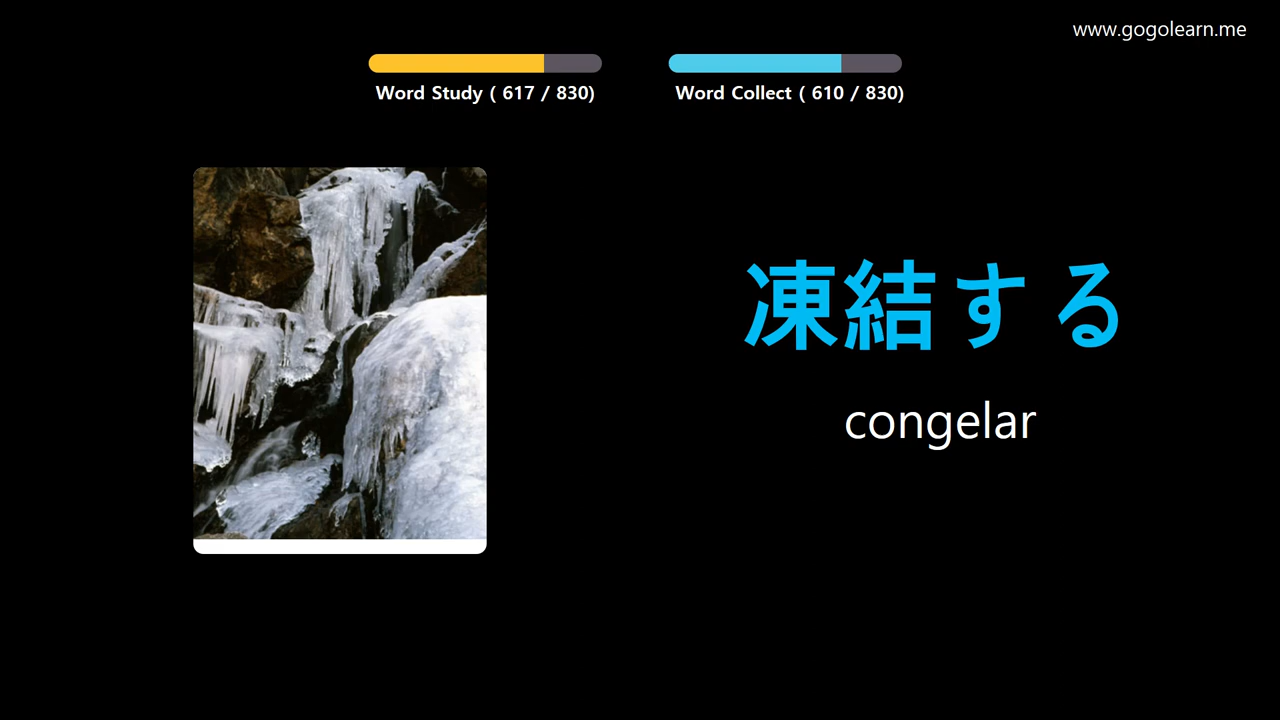 www.gogolearn.me
Word Study ( 617 / 830)
Word Collect ( 610 / 830)
凍結する
congelar